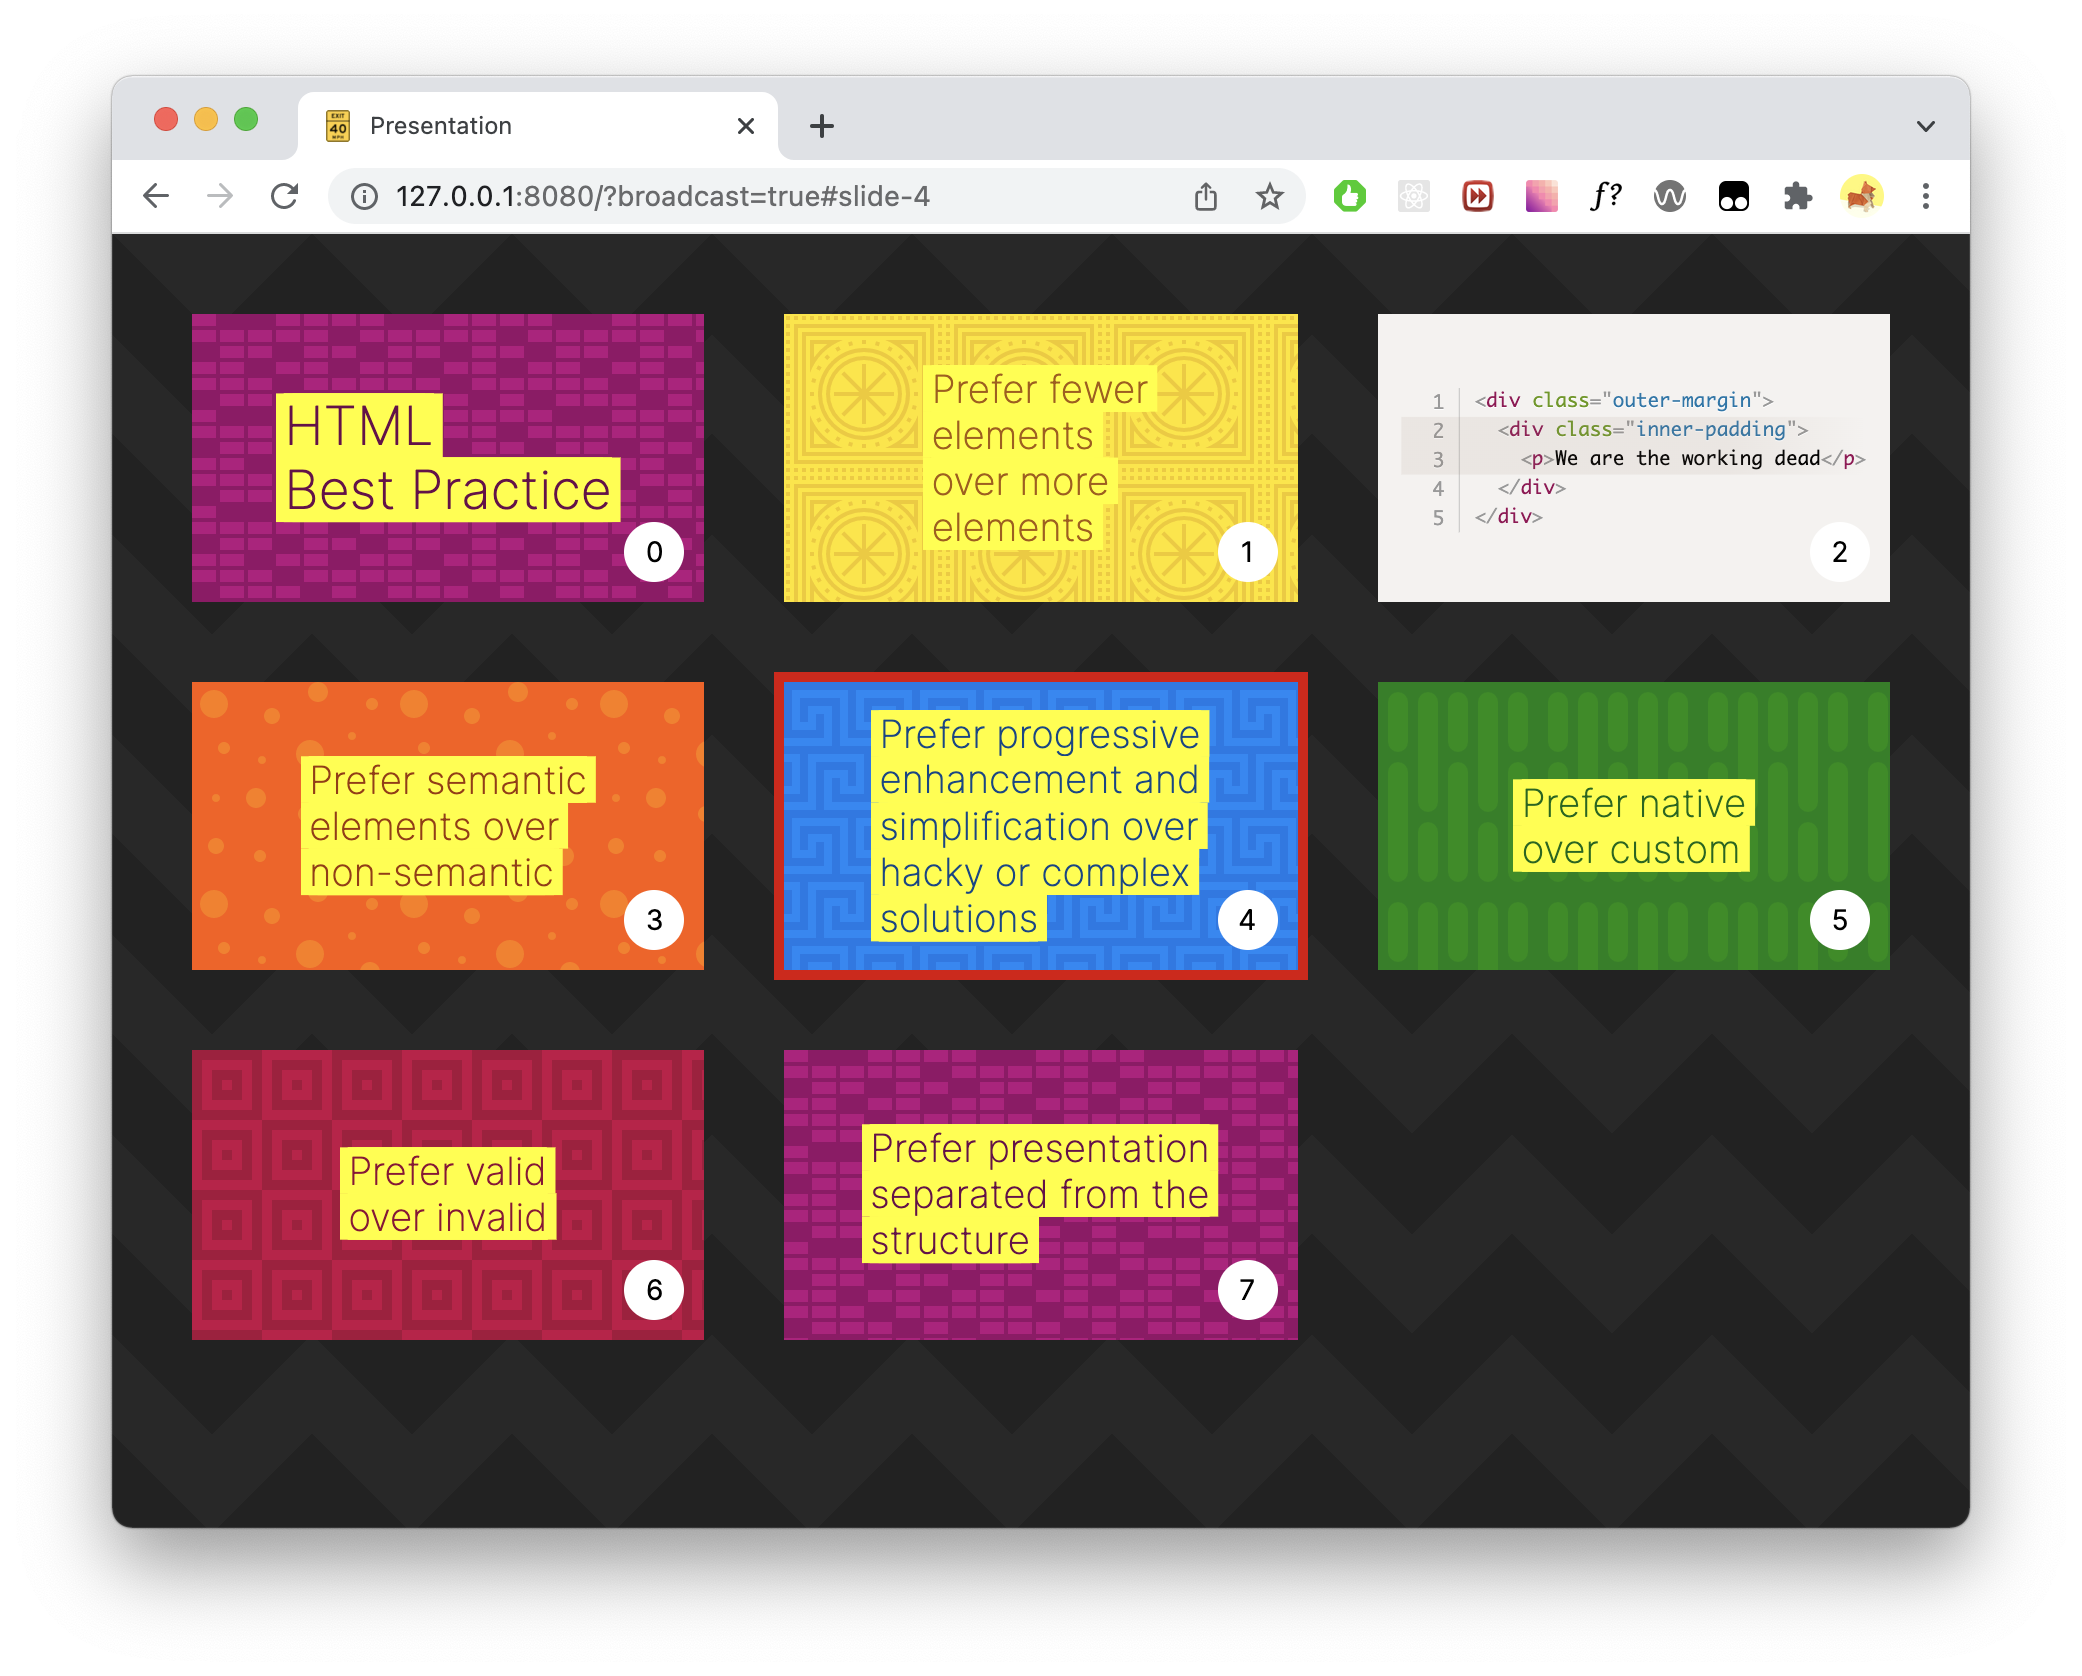 EXIT
40
MPH
Presentation
127.0.0.1:8080/?broadcast=true#slide-4
f?
HTML
Best Practice
0
Prefer fewer
elements
over more
elements
1
1 <div class="outer-margin">
2 <div class="inner-padding">
3 <p>We are the working dead</p>
4 </div>
5 </div>
2
Prefer semantic
elements over
non-semantic
3
Prefer progressive
enhancement and
simplification over
hacky or complex
solutions
4
Prefer native
over custom
5
Prefer valid
over invalid
6
Prefer presentation
separated from the
structure
7